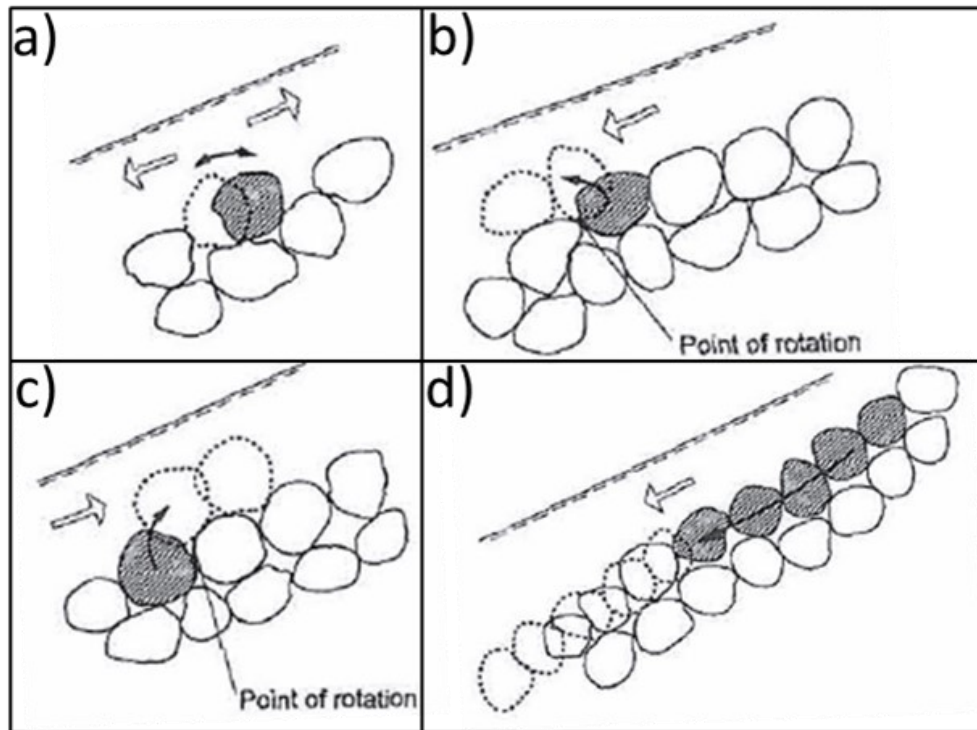 a)
b)
Point of rotation
c)
Point of rotation
d)